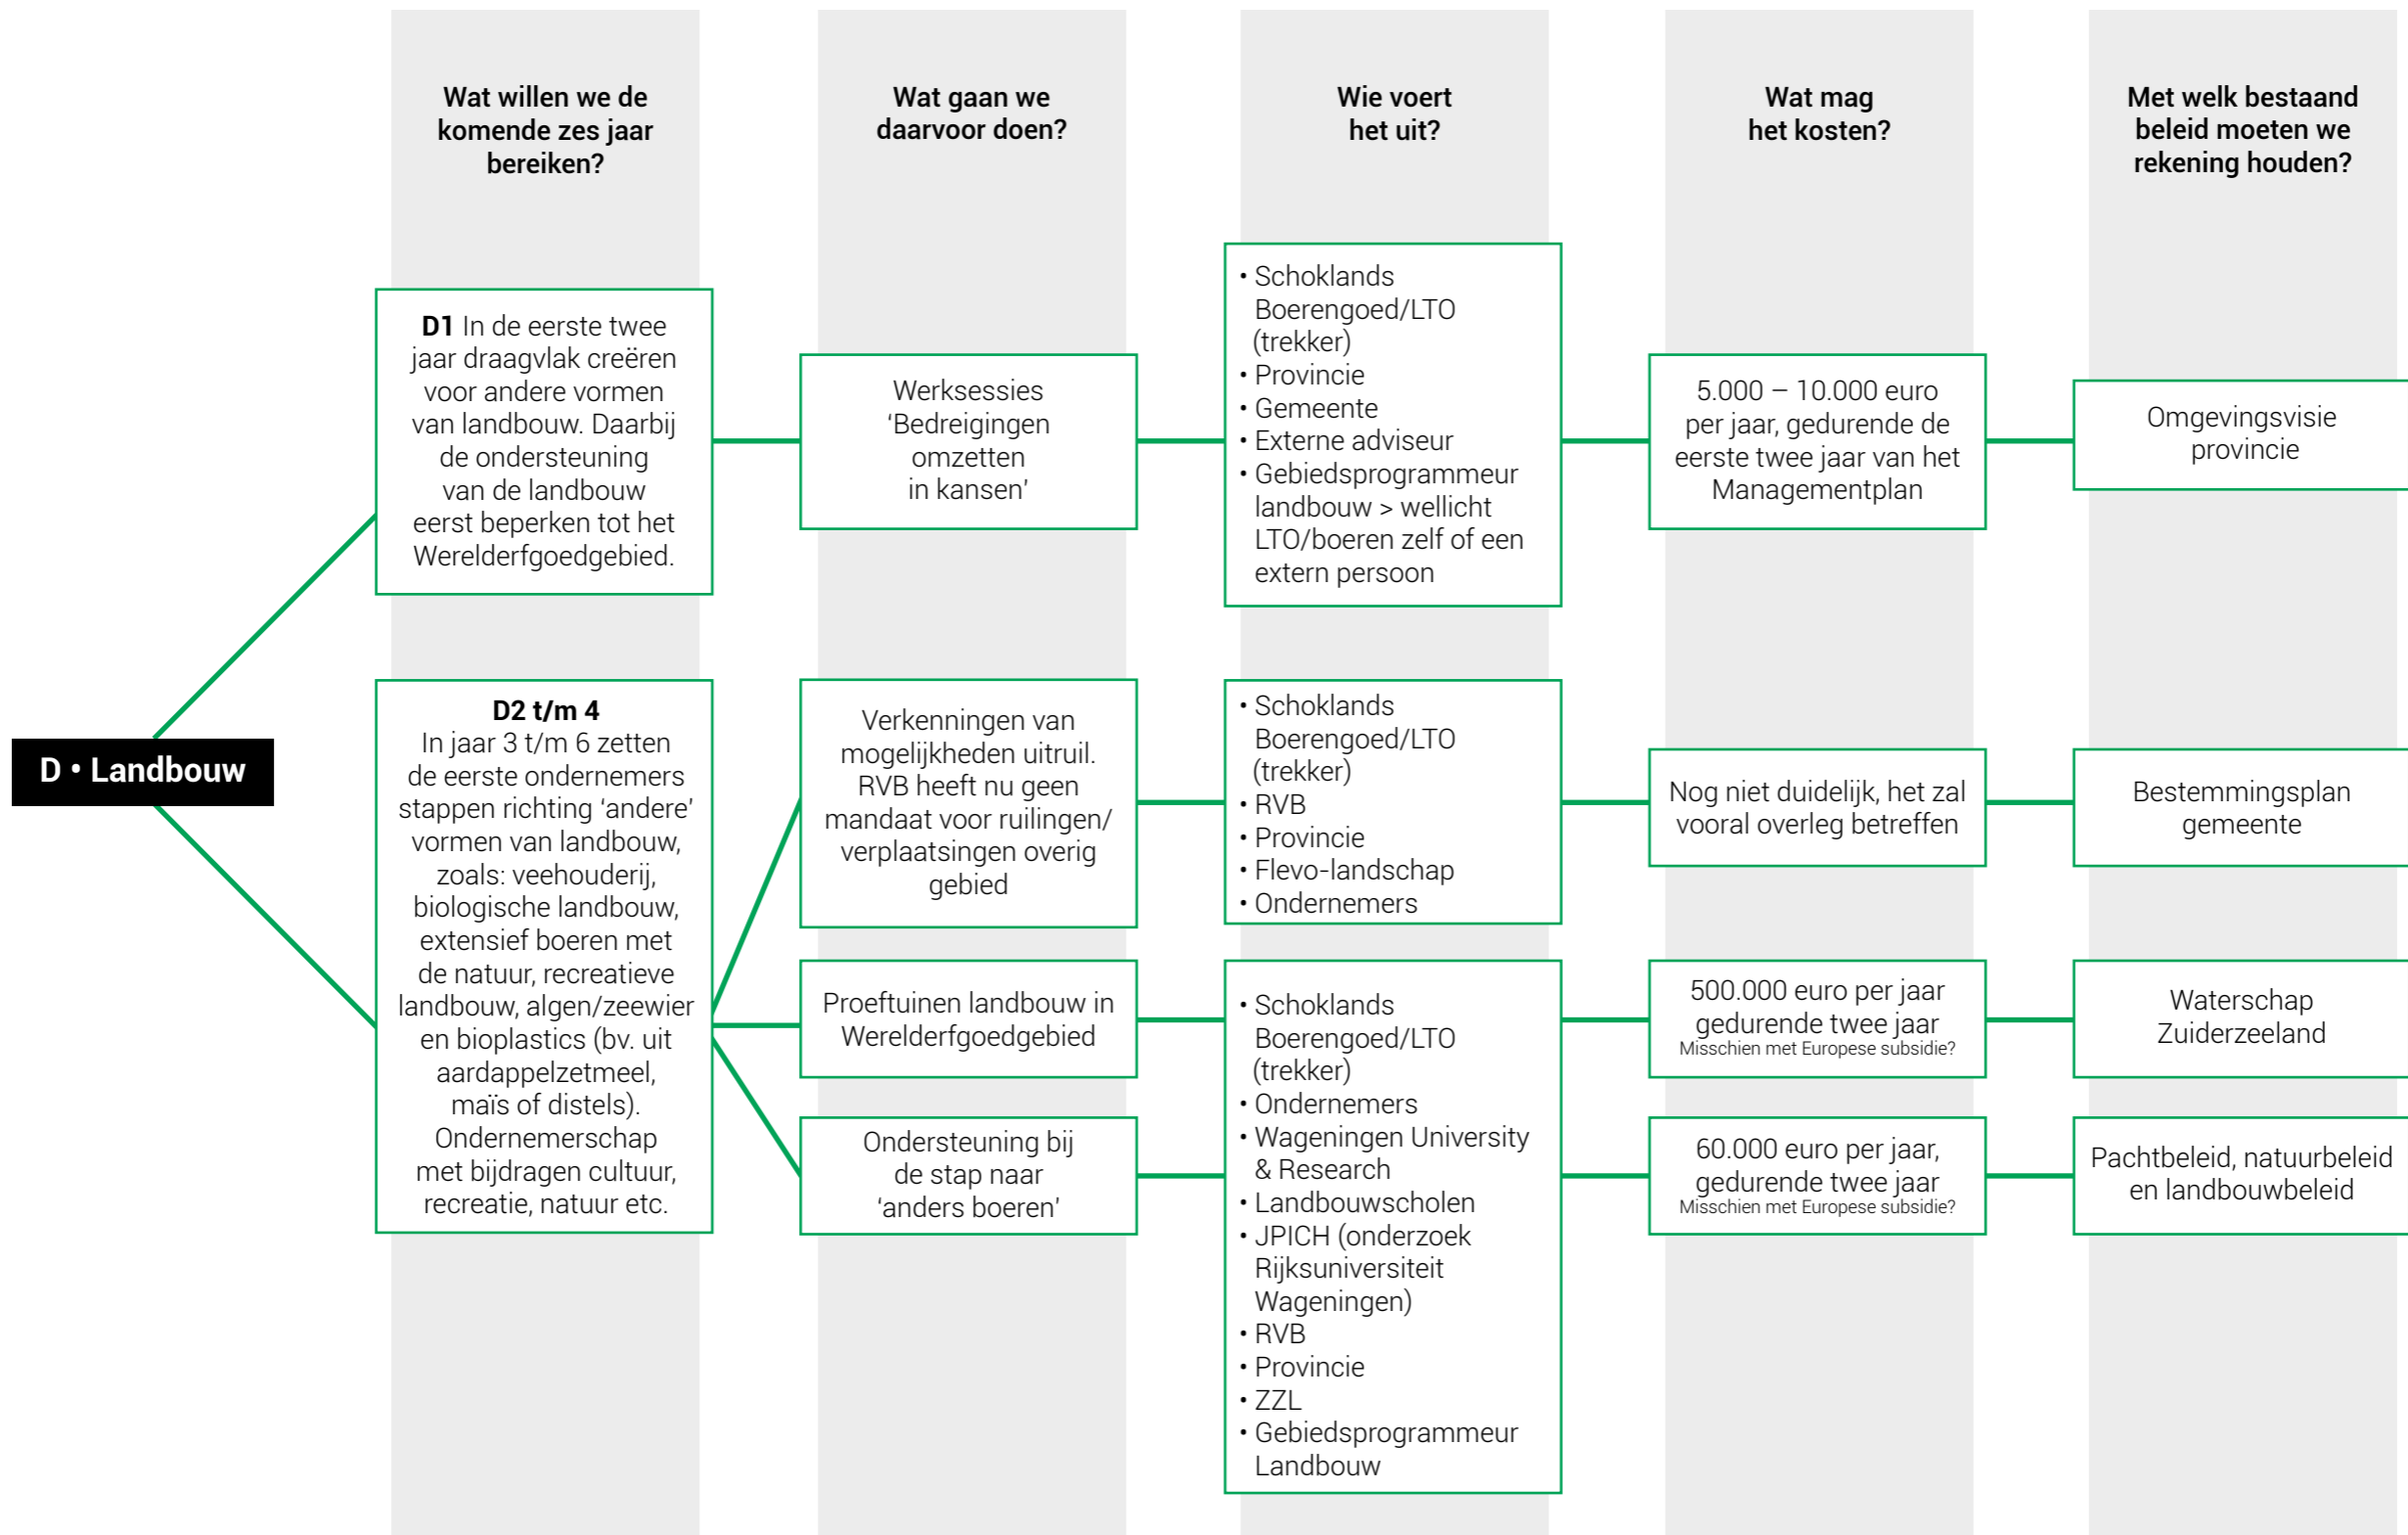 Wat willen we de
komende zes jaar
bereiken?
Wat gaan we
daarvoor doen?
Wie voert
het uit?
Wat mag
het kosten?
Met welk bestaand
beleid moeten we
rekening houden?
D • Landbouw
D1 In de eerste twee
jaar draagvlak creëren
voor andere vormen
van landbouw. Daarbij
de ondersteuning
van de landbouw
eerst beperken tot het
Werelderfgoedgebied.
Werksessies
‘Bedreigingen
omzetten
in kansen’
• Schoklands
Boerengoed/LTO
(trekker)
• Provincie
• Gemeente
• Externe adviseur
• Gebiedsprogrammeur
landbouw > wellicht
LTO/boeren zelf of een
extern persoon
5.000 – 10.000 euro
per jaar, gedurende de
eerste twee jaar van het
Managementplan
Omgevingsvisie
provincie
D2 t/m 4
In jaar 3 t/m 6 zetten
de eerste ondernemers
stappen richting ‘andere’
vormen van landbouw,
zoals: veehouderij,
biologische landbouw,
extensief boeren met
de natuur, recreatieve
landbouw, algen/zeewier
en bioplastics (bv. uit
aardappelzetmeel,
maïs of distels).
Ondernemerschap
met bijdragen cultuur,
recreatie, natuur etc.
Verkenningen van
mogelijkheden uitruil.
RVB heeft nu geen
mandaat voor ruilingen/
verplaatsingen overig
gebied
• Schoklands
Boerengoed/LTO
(trekker)
• RVB
• Provincie
• Flevo-landschap
• Ondernemers
Nog niet duidelijk, het zal
vooral overleg betreffen
Bestemmingsplan
gemeente
Proeftuinen landbouw in
Werelderfgoedgebied
• Schoklands
Boerengoed/LTO
(trekker)
• Ondernemers
• Wageningen University
& Research
• Landbouwscholen
• JPICH (onderzoek
Rijksuniversiteit
Wageningen)
• RVB
• Provincie
• ZZL
• Gebiedsprogrammeur
Landbouw
500.000 euro per jaar
gedurende twee jaar
Misschien met Europese subsidie?
Waterschap
Zuiderzeeland
Ondersteuning bij
de stap naar
‘anders boeren’
60.000 euro per jaar,
gedurende twee jaar
Misschien met Europese subsidie?
Pachtbeleid, natuurbeleid
en landbouwbeleid